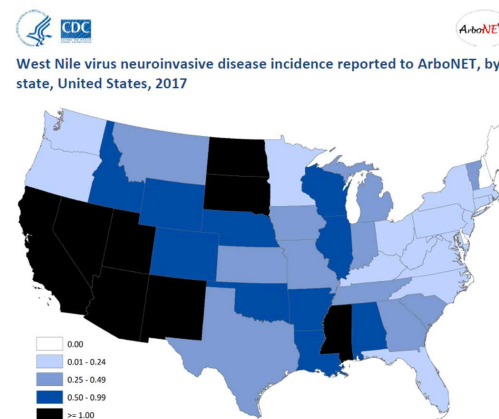 CDC
ArboNE
West Nile virus neuroinvasive disease incidence reported to ArboNET, by
state, United States, 2017
0.00
0.01 - 0.24
0.25 - 0.49
0.50 - 0.99
>= 1.00